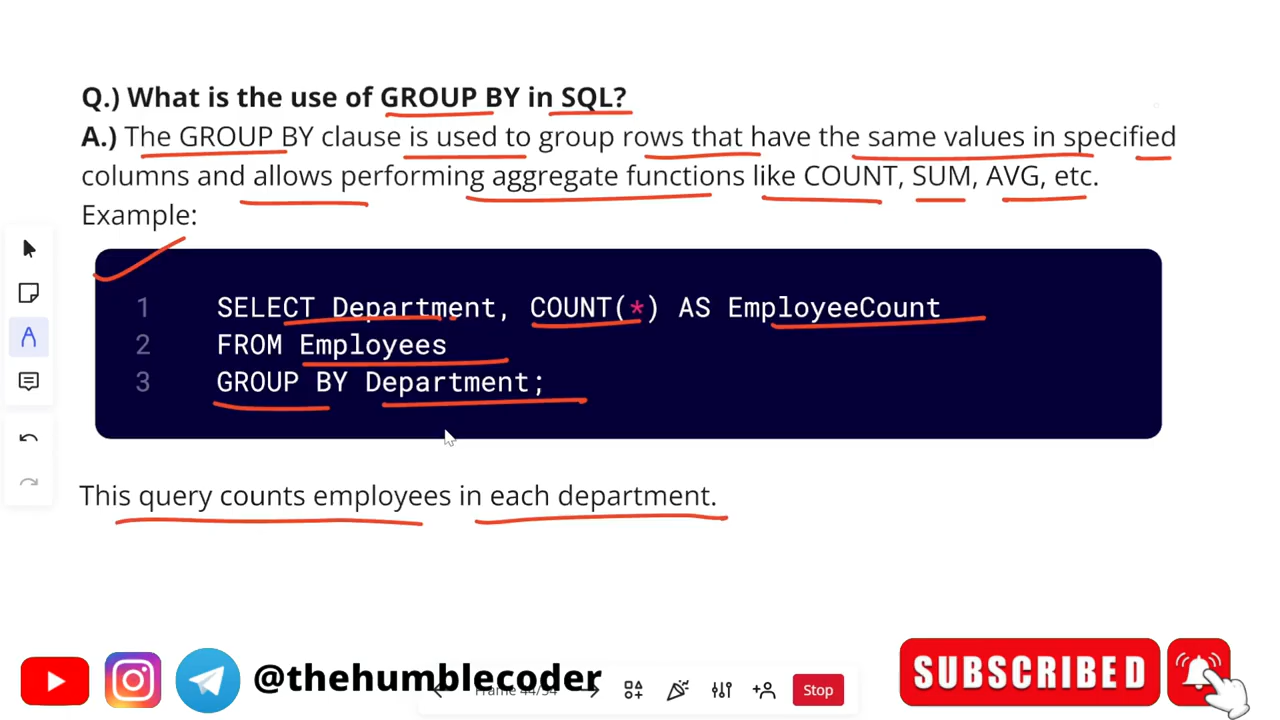 Q.) What is the use of GROUP BY in SQL?
A.) The GROUP BY clause is used to group rows that have the same values in specified
columns and allows performing aggregate functions like COUNT, SUM, AVG, etc.
Example:
1 SELECT Department, COUNT(*) AS EmployeeCount
2 FROM Employees
3 GROUP BY Department;
This query counts employees in each department.
@thehumblecoder
Frame 44/54
Stop
SUBSCRIBED